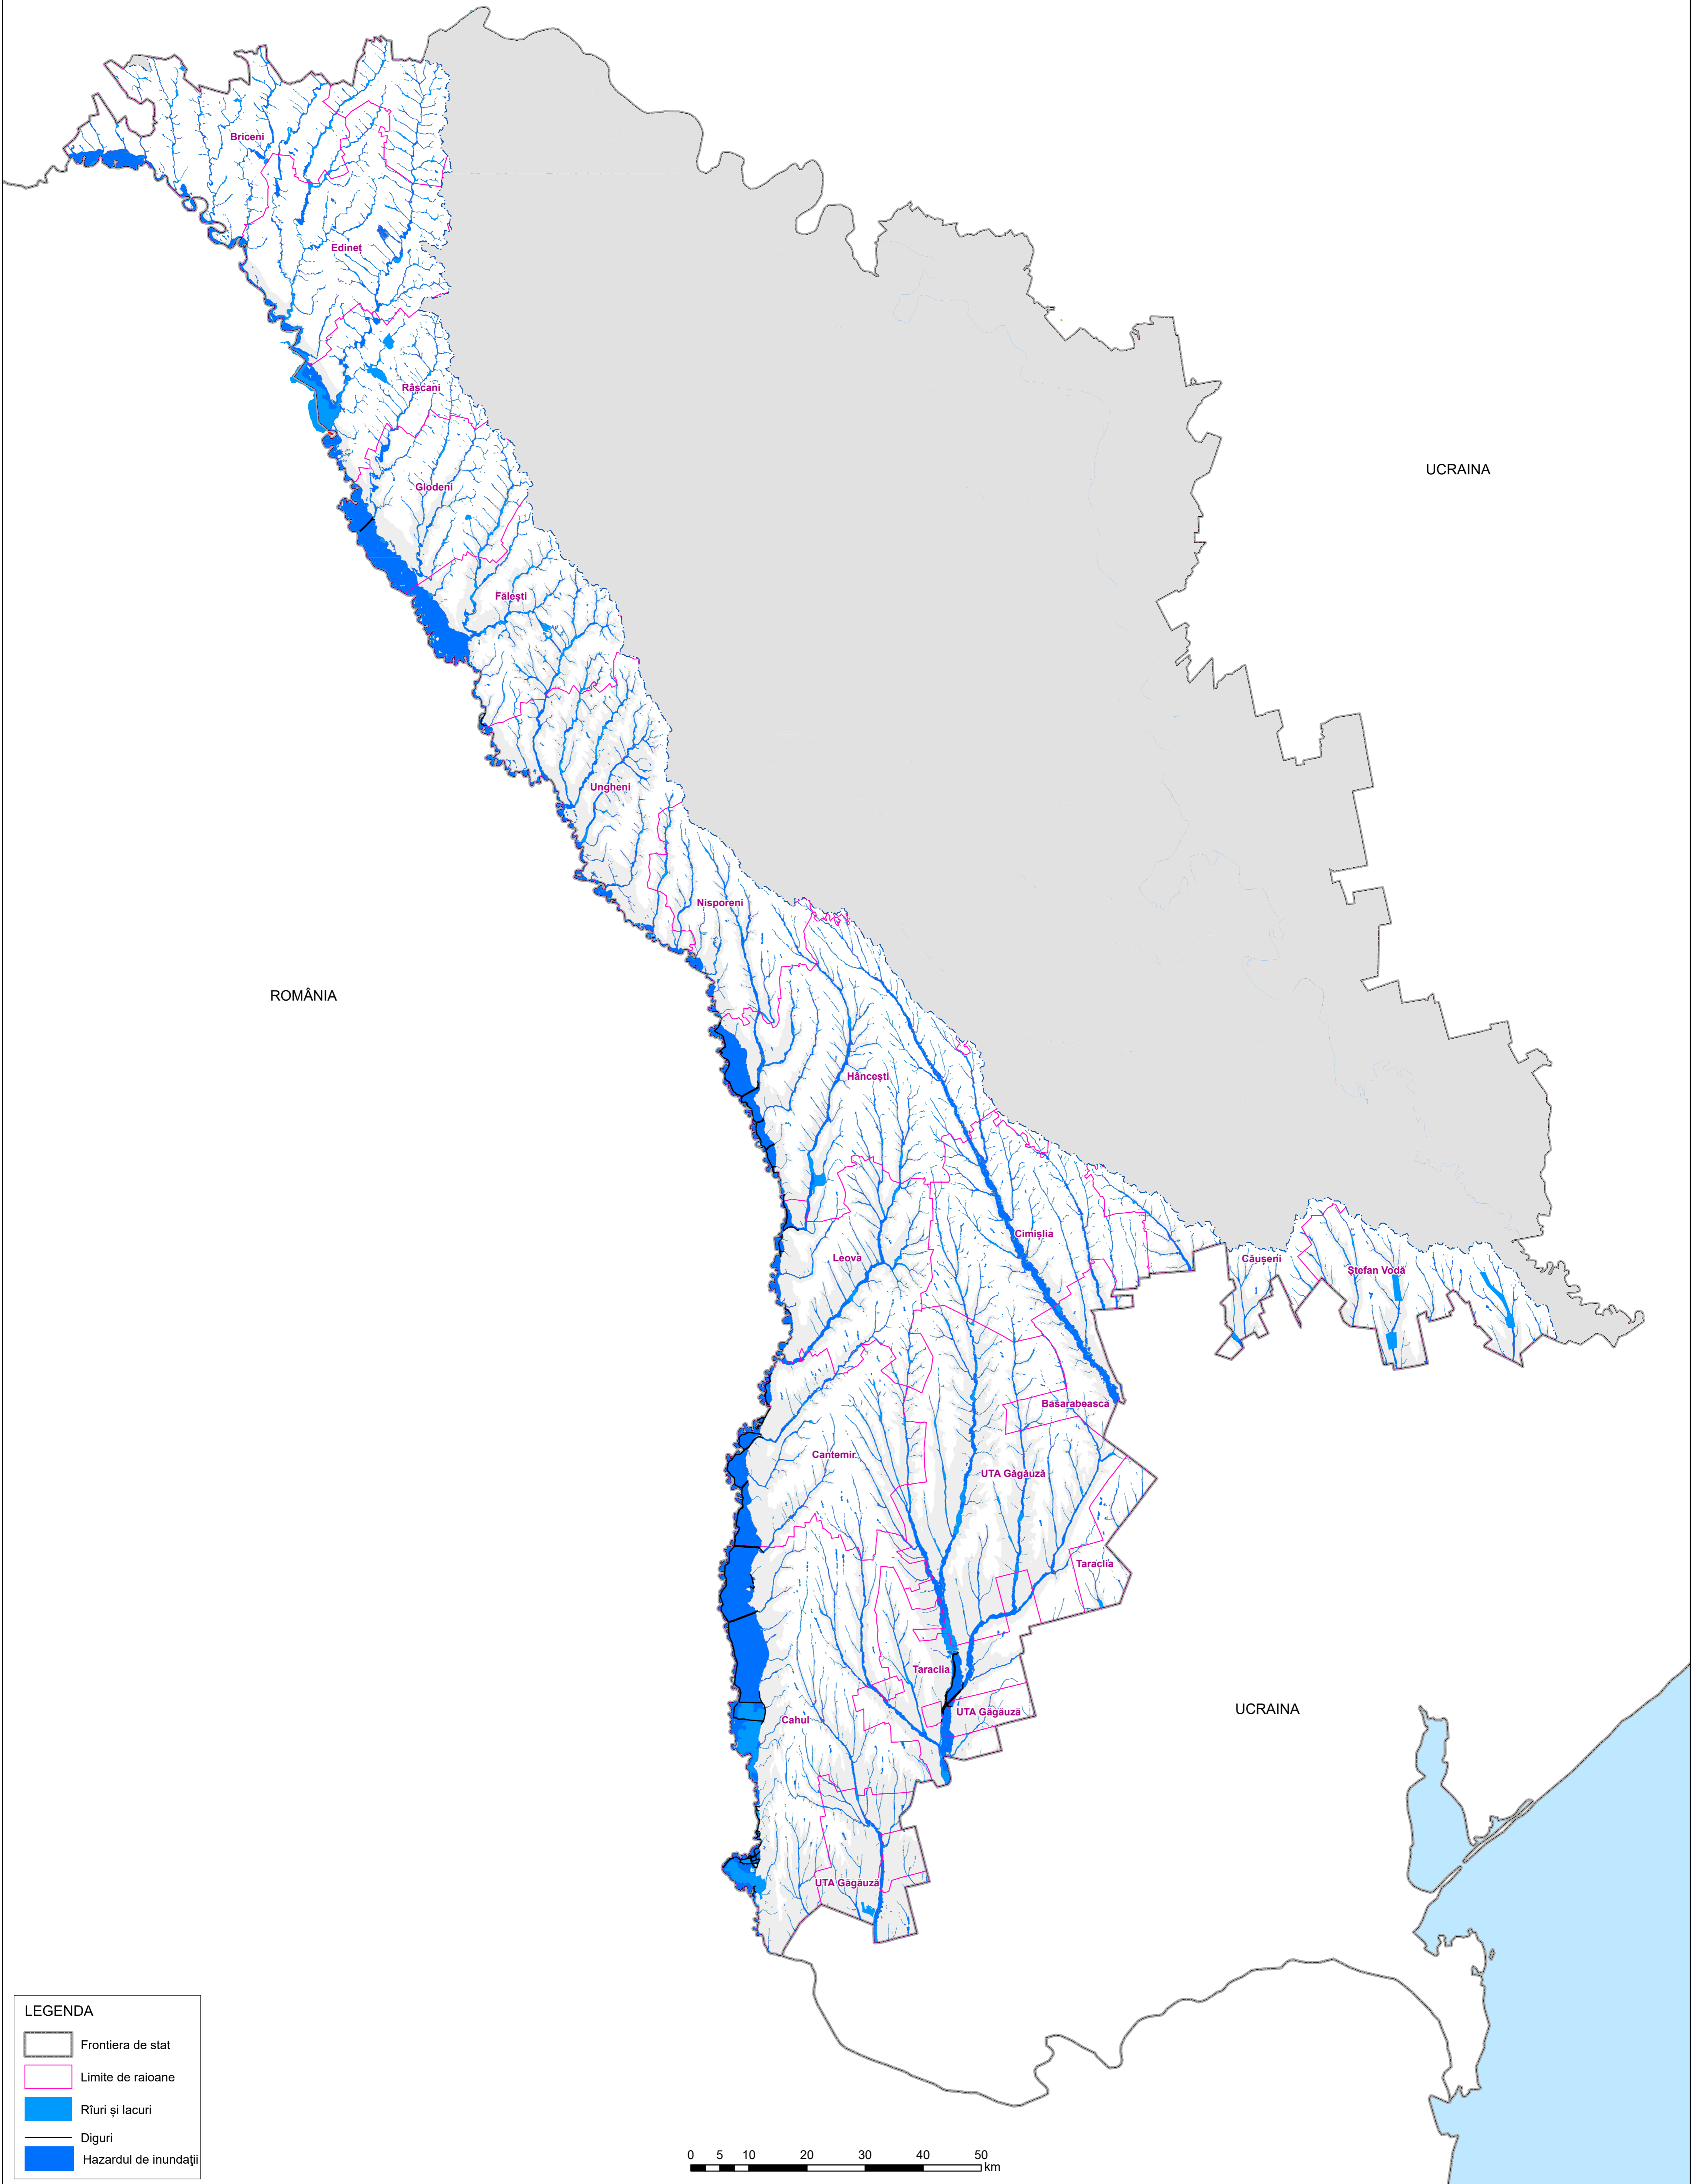 Briceni
Edineț
Râșcani
UCRAINA
Glodeni
Fălești
Ungheni
Nisporeni
ROMÂNIA
Hâncești
Cimișlia
Leova
Căușeni
Ștefan Vodă
Basarabeasca
Cantemir
UTA Găgăuză
Taraclia
Taraclia
UTA Găgăuză
UCRAINA
Cahul
UTA Găgăuză
LEGENDA
Frontiera de stat
Limite de raioane
Rîuri și lacuri
Diguri
Hazardul de inundaţii
0 5 10 20 30 40 50
km